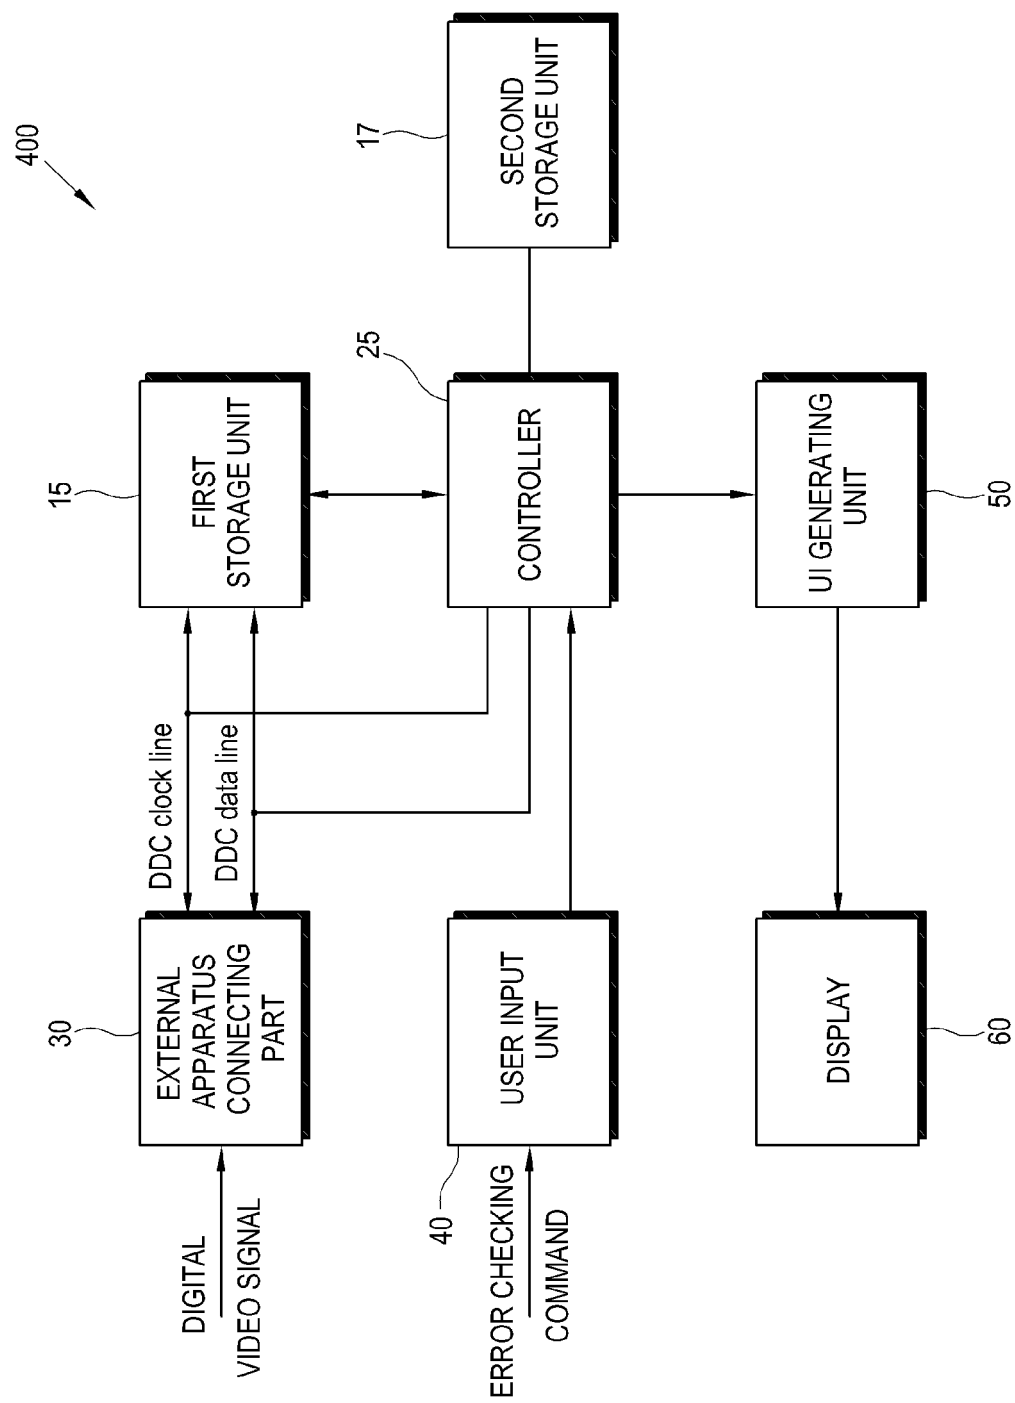 400
30
EXTERNAL
APPARATUS
CONNECTING
PART
DIGITAL
VIDEO SIGNAL
DDC clock line
DDC data line
15
FIRST
STORAGE UNIT
40
USER INPUT
UNIT
ERROR CHECKING
COMMAND
25
CONTROLLER
17
SECOND
STORAGE UNIT
DISPLAY
60
UI GENERATING
UNIT
50